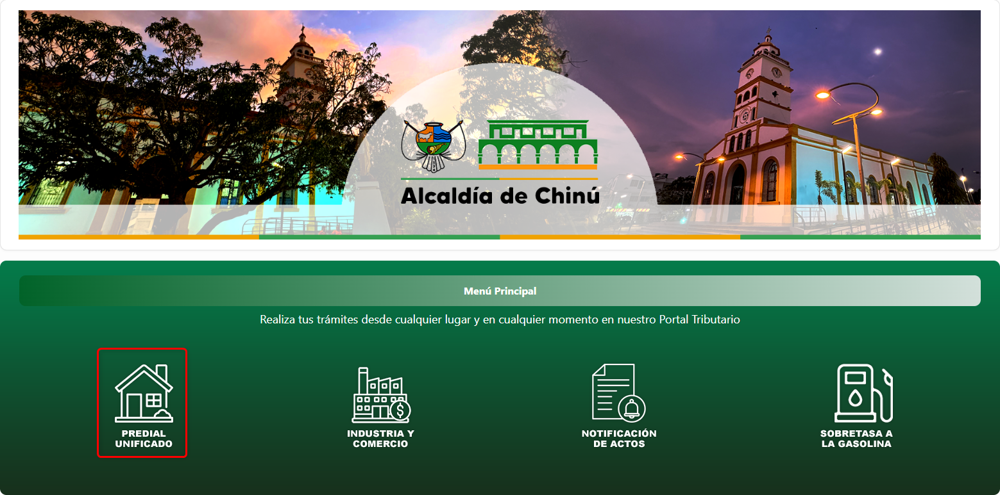 Alcaldía de Chinú
Menú Principal
Realiza tus trámites desde cualquier lugar y en cualquier momento en nuestro Portal Tributario
PREDIAL
UNIFICADO
INDUSTRIA Y
COMERCIO
NOTIFICACIÓN
DE ACTOS
SOBRETASA A
LA GASOLINA